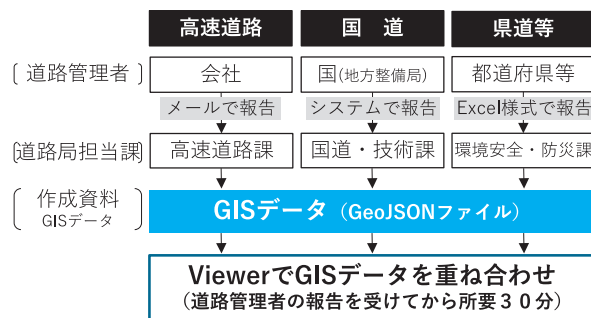 高速道路 国 道 県道等
〔 道路管理者 〕 会社 国(地方整備局) 都道府県等
メールで報告 システムで報告 Excel様式で報告
〔道路局担当課〕 高速道路課 国道・技術課 環境安全・防災課
〔 作成資料 GISデータ 〕 GISデータ（GeoJSONファイル）
ViewerでGISデータを重ね合わせ
（道路管理者の報告を受けてから所要３０分）